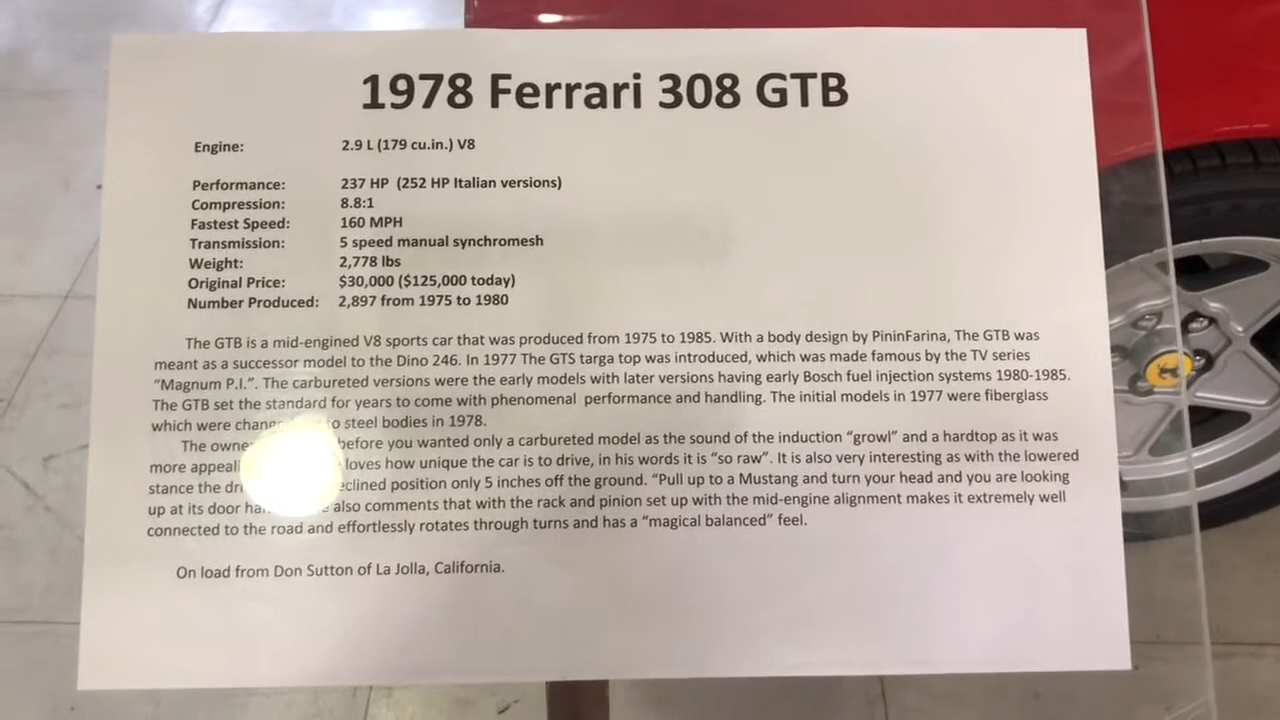 1978 Ferrari 308 GTB
Engine: 2.9 L (179 cu.in.) V8
Performance: 237 HP (252 HP Italian versions)
Compression: 8.8:1
Fastest Speed: 160 MPH
Transmission: 5 speed manual synchromesh
Weight: 2,778 lbs
Original Price: $30,000 ($125,000 today)
Number Produced: 2,897 from 1975 to 1980
The GTB is a mid-engined V8 sports car that was produced from 1975 to 1985. With a body design by PininFarina, The GTB was
meant as a successor model to the Dino 246. In 1977 The GTS targa top was introduced, which was made famous by the TV series
“Magnum P.I.”. The carbureted versions were the early models with later versions having early Bosch fuel injection systems 1980-1985.
The GTB set the standard for years to come with phenomenal performance and handling. The initial models in 1977 were fiberglass
which were to steel bodies in 1978.
The before you wanted only a carbureted model as the sound of the induction “growl” and a hardtop as it was
more loves how unique the car is to drive, in his words it is “so raw”. It is also very interesting as with the lowered
stance the position only 5 inches off the ground. “Pull up to a Mustang and turn your head and you are looking
up at its door also comments that with the rack and pinion set up with the mid-engine alignment makes it extremely well
connected to the road and effortlessly rotates through turns and has a “magical balanced” feel.
On load from Don Sutton of La Jolla, California.